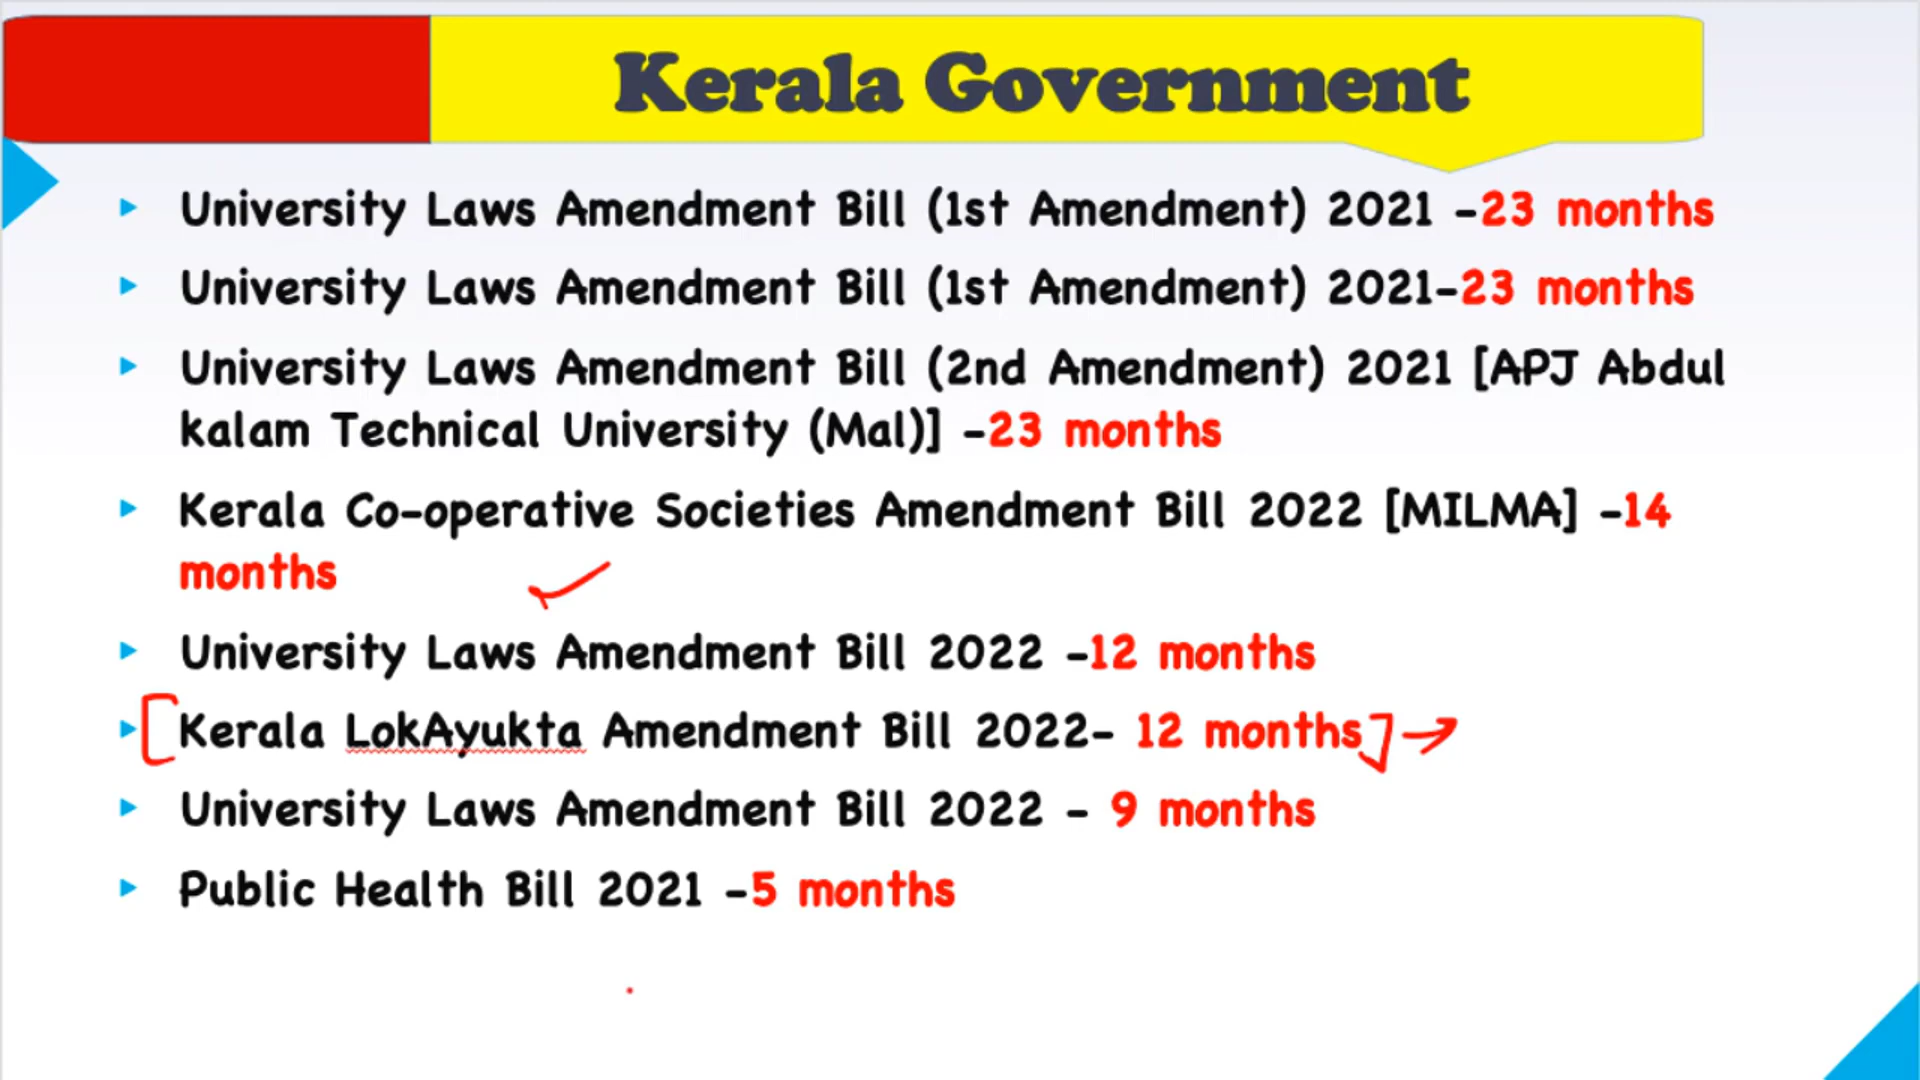 Kerala Government
University Laws Amendment Bill (1st Amendment) 2021 -23 months
University Laws Amendment Bill (1st Amendment) 2021-23 months
University Laws Amendment Bill (2nd Amendment) 2021 [APJ Abdul
kalam Technical University (Mal)] -23 months
Kerala Co-operative Societies Amendment Bill 2022 [MILMA] -14
months
University Laws Amendment Bill 2022 -12 months
Kerala LokAyukta Amendment Bill 2022- 12 months
University Laws Amendment Bill 2022 - 9 months
Public Health Bill 2021 -5 months